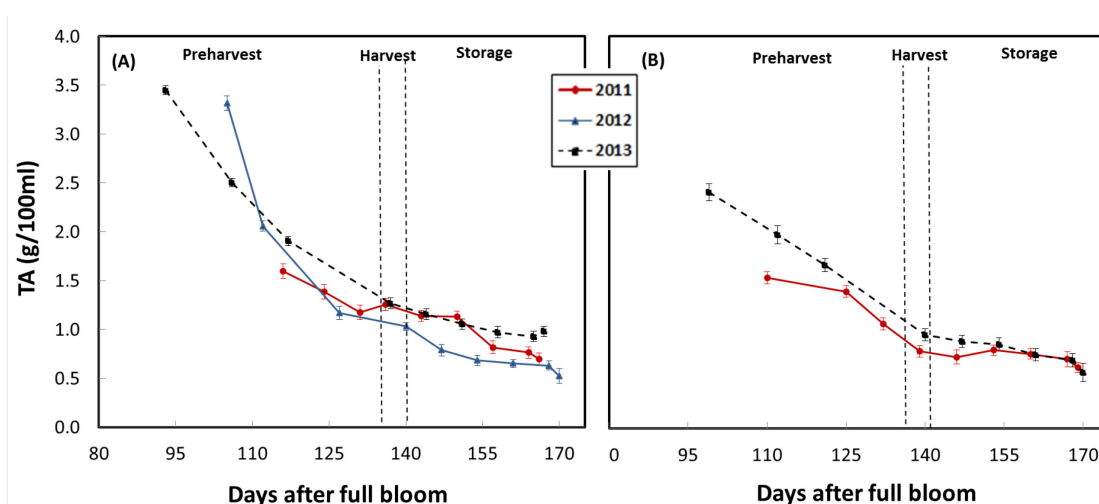 4.0
3.5
3.0
2.5
2.0
1.5
1.0
0.5
0.0
TA (g/100ml)
(A)
Preharvest
Harvest
Storage
80 95 110 125 140 155 170
Days after full bloom
2011
2012
2013
(B)
Preharvest
Harvest
Storage
0 95 110 125 140 155 170
Days after full bloom